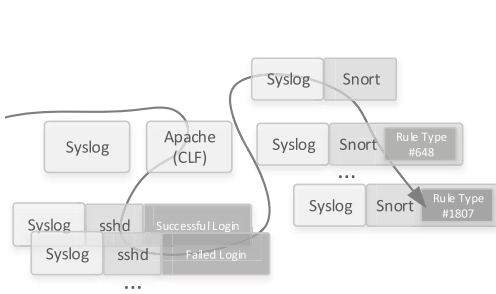 Syslog Snort
Syslog Snort Rule Type
#648
...
Syslog Snort Rule Type
#1807
Syslog
Apache
(CLF)
Syslog sshd Successful Login
Syslog sshd Failed Login
...